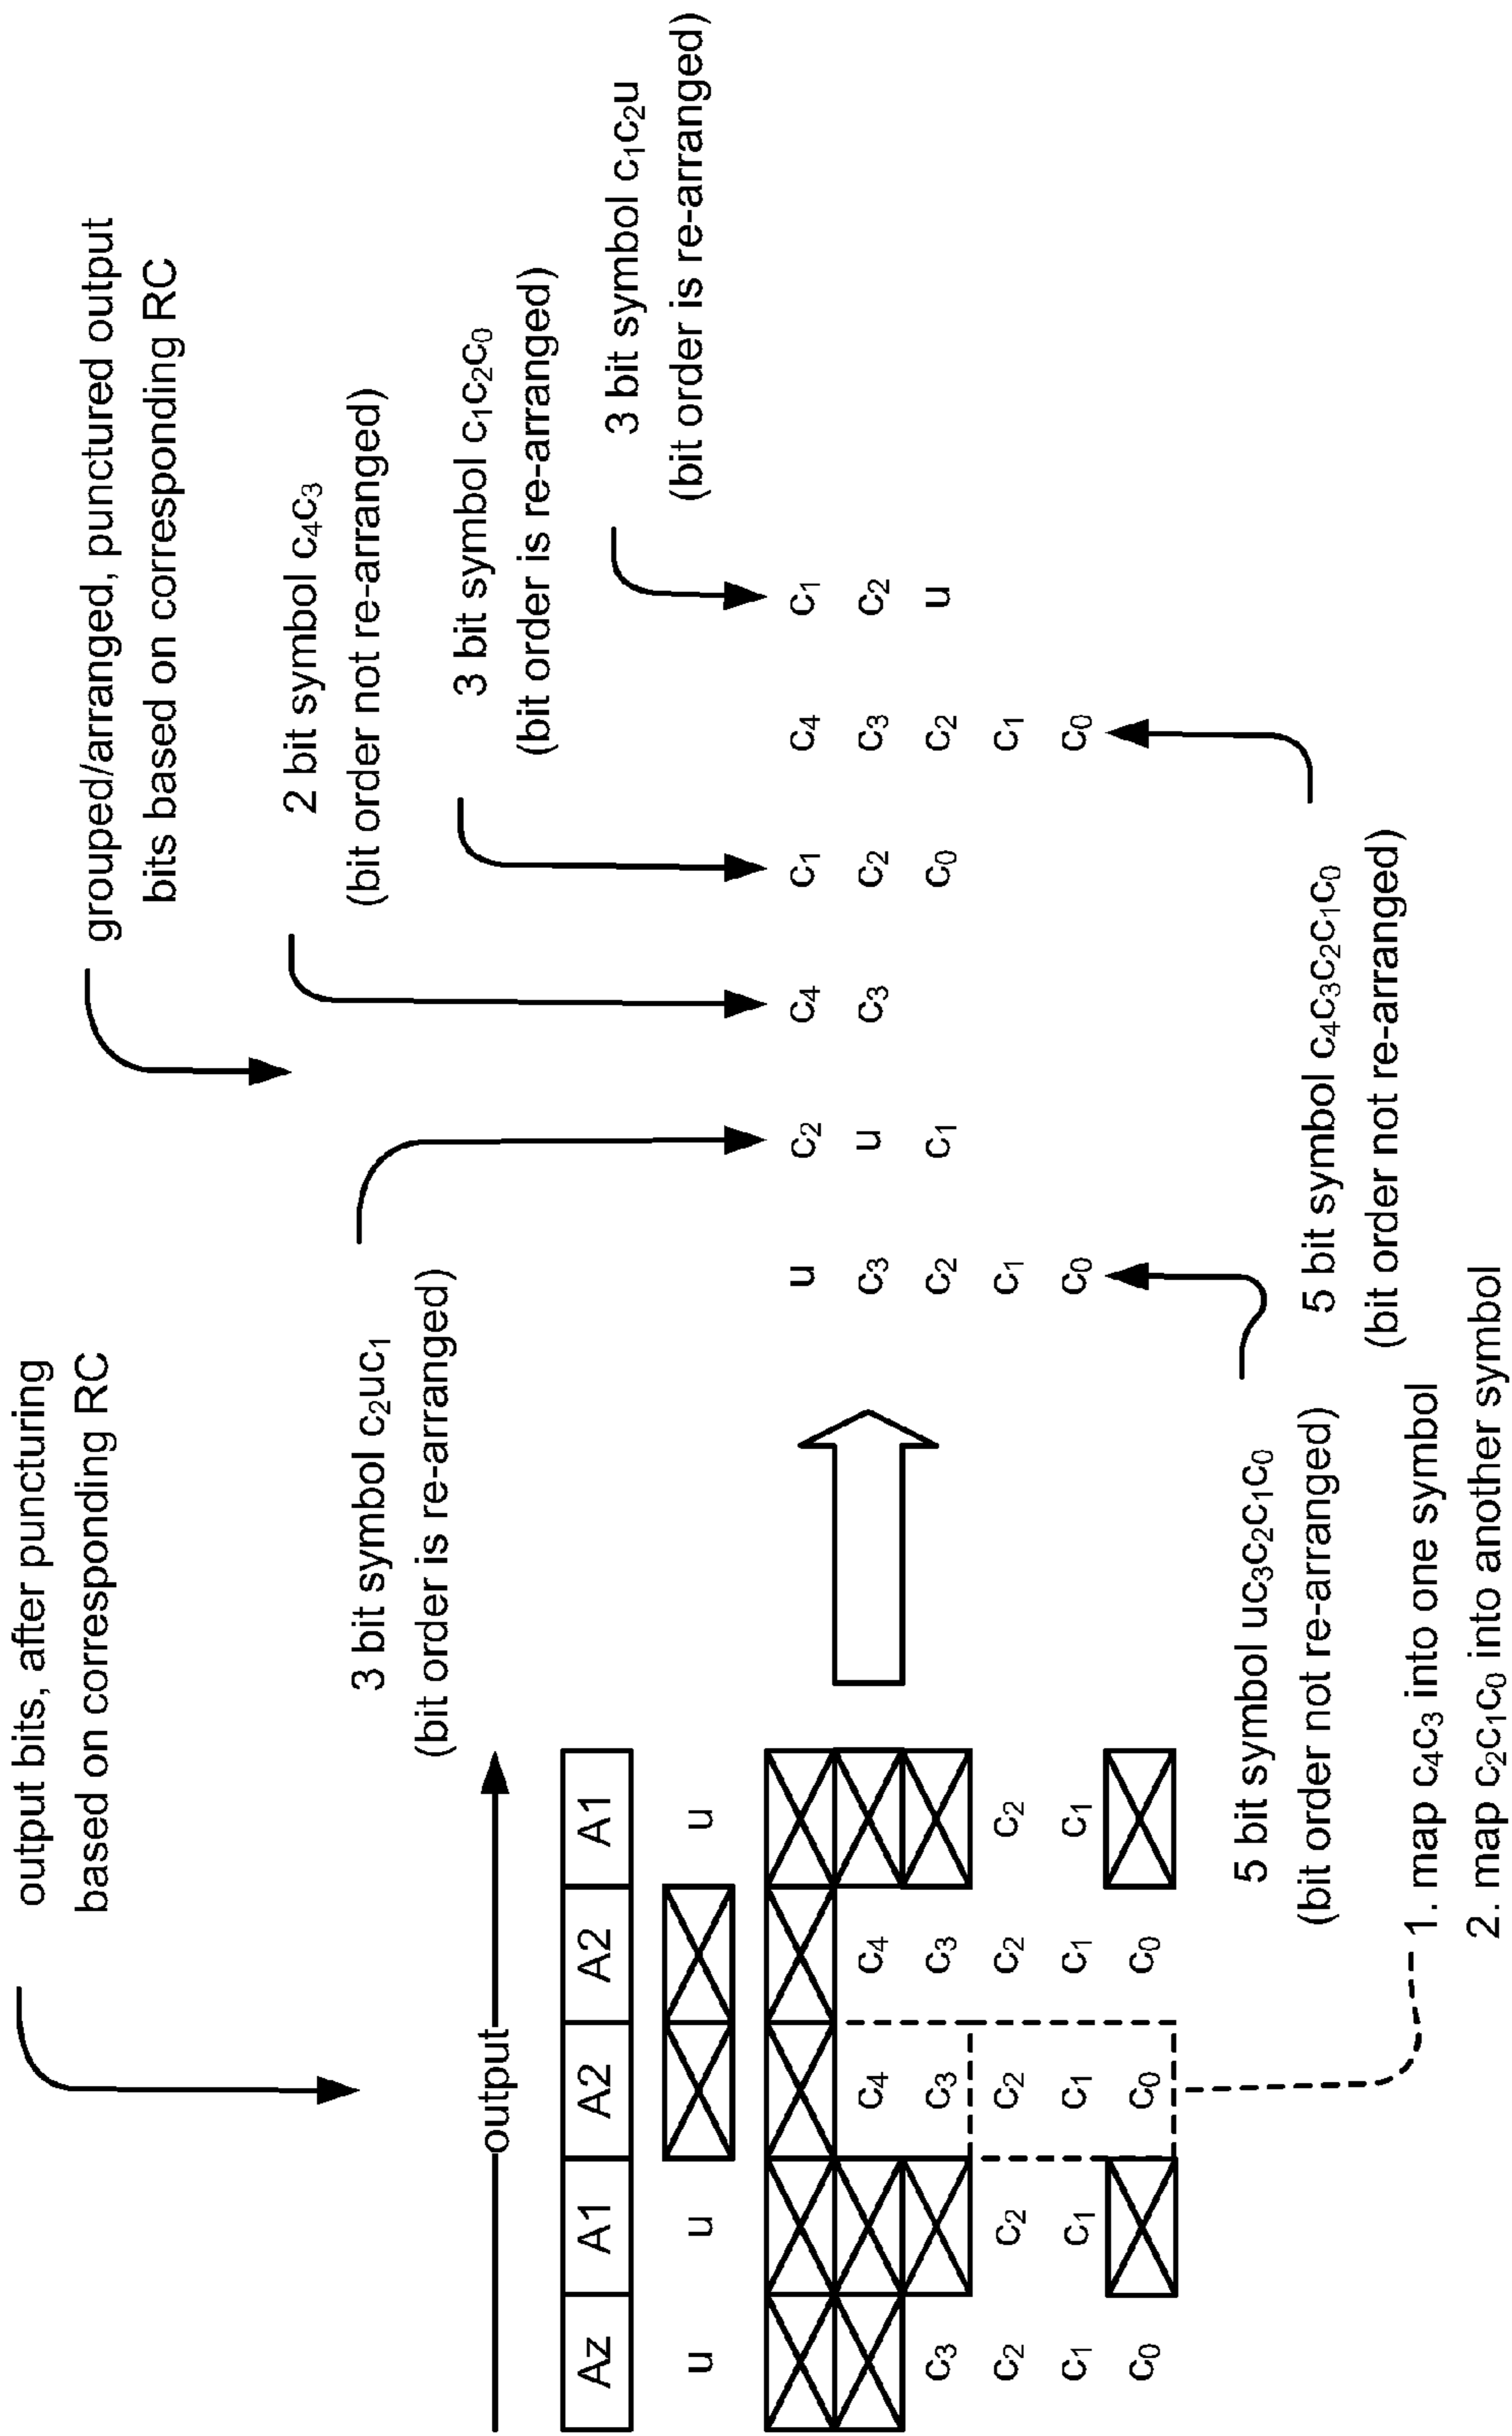 output bits, after puncturing
based on corresponding RC
grouped/arranged, punctured output
bits based on corresponding RC
2 bit symbol c₄c₃
(bit order not re-arranged)
3 bit symbol c₂uc₁
(bit order is re-arranged)
3 bit symbol c₁c₂c₀
(bit order is re-arranged)
3 bit symbol c₁c₂u
(bit order is re-arranged)
output
Az A1 A2 A2 A1
u u u
c₄ c₄
c₃ c₃ c₃
c₂ c₂ c₂ c₂ c₂
c₁ c₁ c₁ c₁ c₁
c₀ c₀ c₀
u c₂ c₄ c₁ c₄ c₁
c₃ u c₃ c₂ c₃ c₂
c₂ c₁ c₀ c₂ u
c₁ c₁
c₀ c₀
5 bit symbol uc₃c₂c₁c₀
(bit order not re-arranged)
5 bit symbol c₄c₃c₂c₁c₀
(bit order not re-arranged)
1. map c₄c₃ into one symbol
2. map c₂c₁c₀ into another symbol